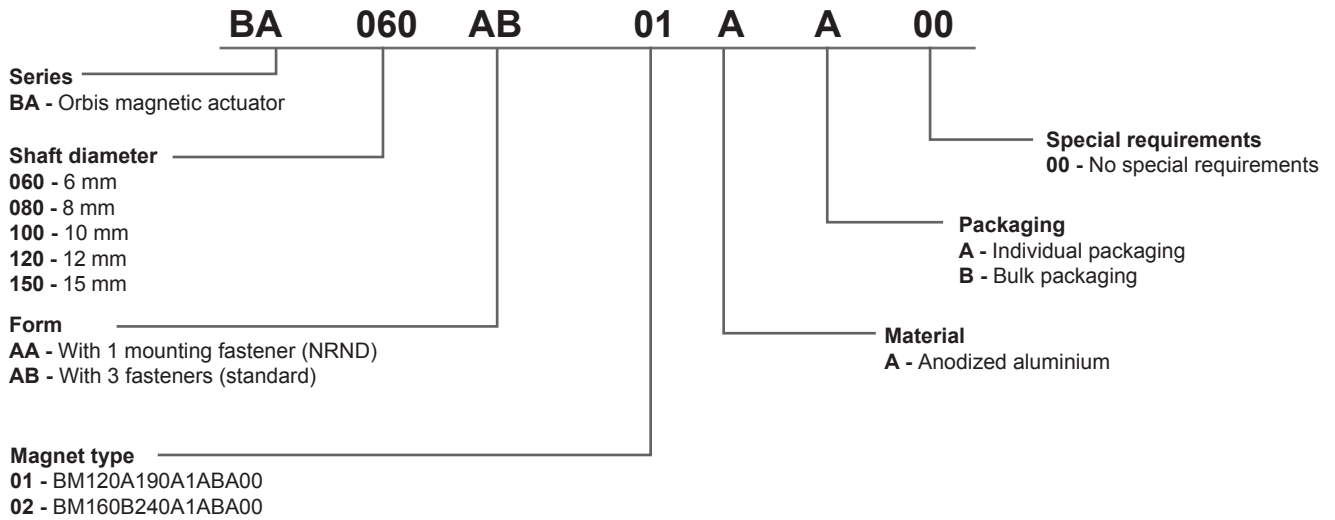 BA 060 AB 01 A A 00
Series
BA - Orbis magnetic actuator
Shaft diameter
060 - 6 mm
080 - 8 mm
100 - 10 mm
120 - 12 mm
150 - 15 mm
Form
AA - With 1 mounting fastener (NRND)
AB - With 3 fasteners (standard)
Magnet type
01 - BM120A190A1ABA00
02 - BM160B240A1ABA00
Special requirements
00 - No special requirements
Packaging
A - Individual packaging
B - Bulk packaging
Material
A - Anodized aluminium